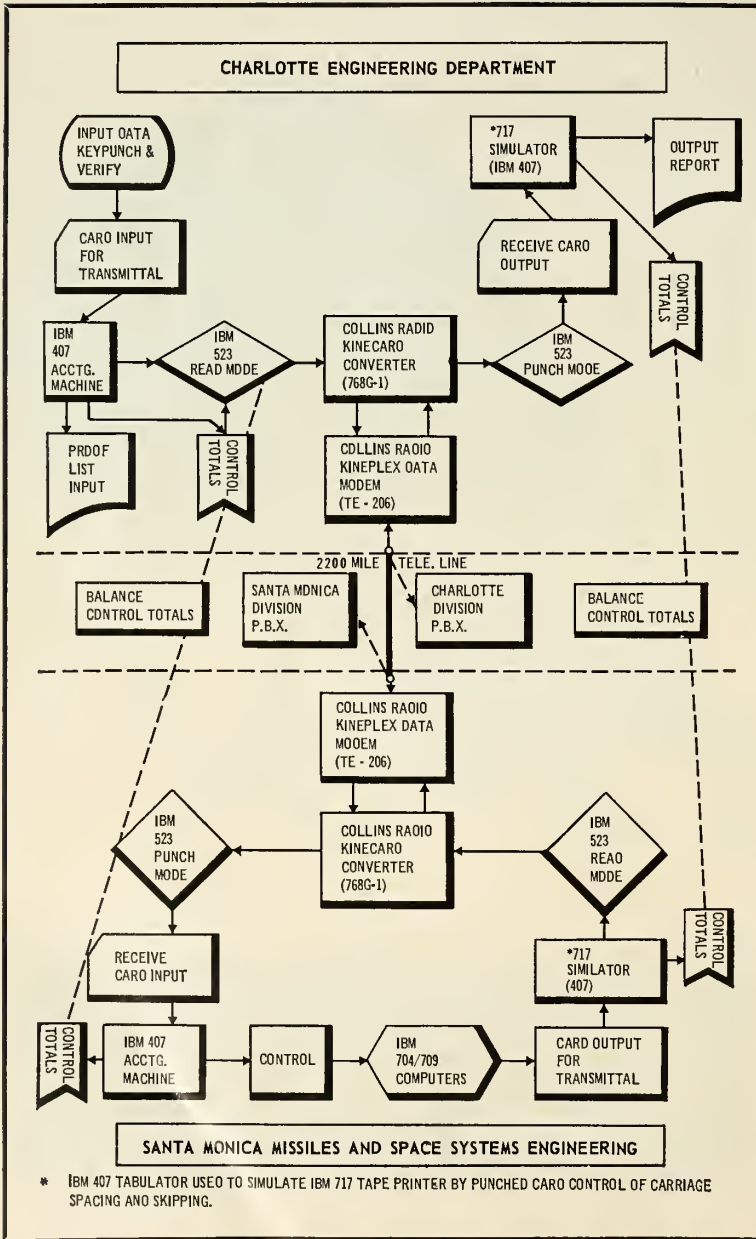 CHARLOTTE ENGINEERING DEPARTMENT
INPUT OATA
KEYPUNCH &
VERIFY
CARO INPUT
FOR
TRANSMITTAL
IBM
407
ACCTG.
MACHINE
IBM
523
READ MDDE
PRDOF
LIST
INPUT
CONTROL
TOTALS
COLLINS RADID
KINECARO
CONVERTER
(768G-1)
CDLLINS RAOIO
KINEPLEX OATA
MODEM
(TE - 206)
*717
SIMULATOR
(IBM 407)
OUTPUT
REPORT
RECEIVE CARO
OUTPUT
IBM
523
PUNCH MOOE
CONTROL
TOTALS
2200 MILE TELE. LINE
BALANCE
CDNTROL TOTALS
SANTA MDNICA
DIVISION
P.B.X.
CHARLOTTE
DIVISION
P.B.X.
BALANCE
CONTROL TOTALS
COLLINS RAOIO
KINEPLEX DATA
MOOEM
(TE - 206)
IBM
523
PUNCH
MODE
COLLINS RAOIO
KINECARO
CONVERTER
(768G-1)
IBM
523
REAO
MDDE
RECEIVE
CARO INPUT
*717
SIMILATOR
(407)
CONTROL
TOTALS
CONTROL
TOTALS
IBM 407
ACCTG.
MACHINE
CONTROL
IBM
704/709
COMPUTERS
CARD OUTPUT
FOR
TRANSMITTAL
SANTA MONICA MISSILES AND SPACE SYSTEMS ENGINEERING
* IBM 407 TABULATOR USEO TO SIMULATE IBM 717 TAPE PRINTER BY PUNCHED CARO CONTROL OF CARRIAGE
SPACING ANO SKIPPING.